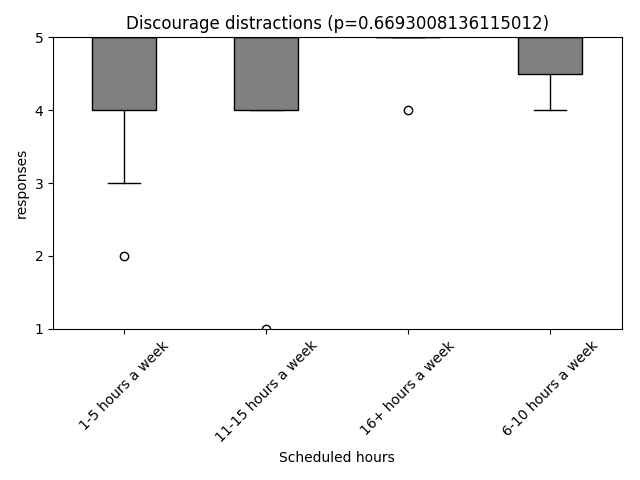 Discourage distractions (p=0.6693008136115012)
5
4
3
2
1
responses
1-5 hours a week
11-15 hours a week
16+ hours a week
6-10 hours a week
Scheduled hours